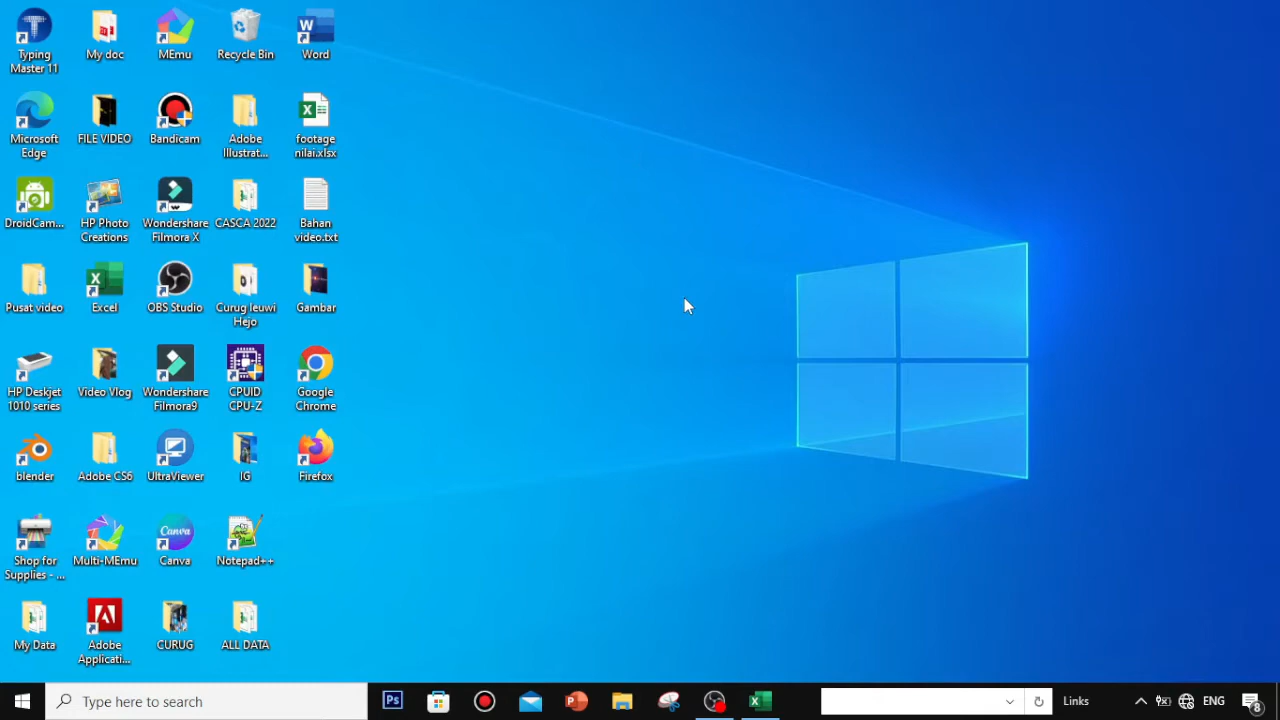 Typing
Master 11
My doc
MEmu
Recycle Bin
Word
Microsoft
Edge
FILE VIDEO
Bandicam
Adobe
Illustrat...
footage
nilai.xlsx
DroidCam...
HP Photo
Creations
Wondershare
Filmora X
CASCA 2022
Bahan
video.txt
Pusat video
Excel
OBS Studio
Curug leuwi
Hejo
Gambar
HP Deskjet
1010 series
Video Vlog
Wondershare
Filmora9
CPUID
CPU-Z
Google
Chrome
blender
Adobe CS6
UltraViewer
IG
Firefox
Shop for
Supplies - ...
Multi-MEmu
Canva
Canva
Notepad++
My Data
Adobe
Applicati...
CURUG
ALL DATA
Type here to search
Ps
Links
ENG
8